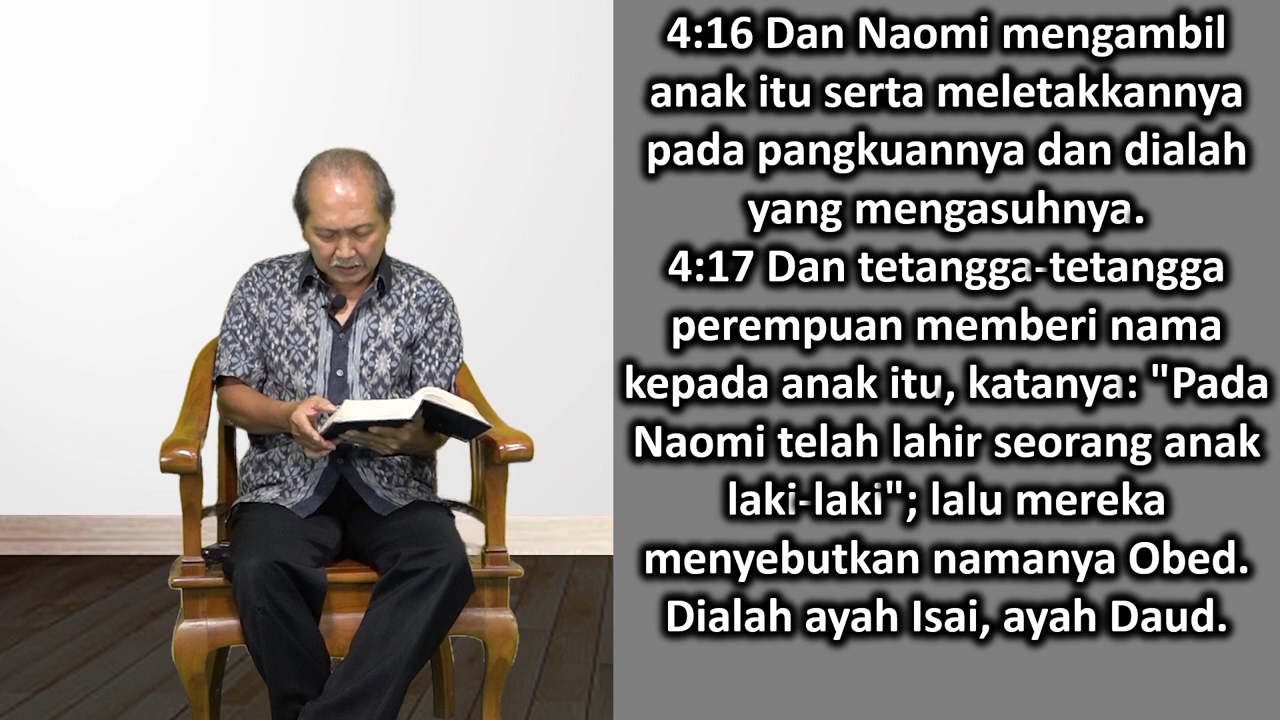 4:16 Dan Naomi mengambil
anak itu serta meletakkannya
pada pangkuannya dan dialah
yang mengasuhnya.
4:17 Dan tetangga-tetangga
perempuan memberi nama
kepada anak itu, katanya: "Pada
Naomi telah lahir seorang anak
laki-laki"; lalu mereka
menyebutkan namanya Obed.
Dialah ayah Isai, ayah Daud.